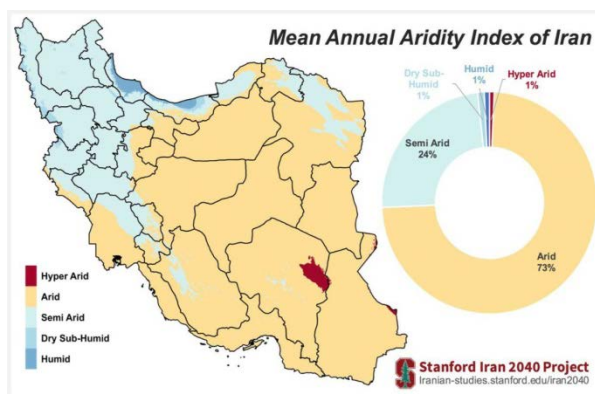 Mean Annual Aridity Index of Iran
Dry Sub-
Humid
1%
Humid
1%
Hyper Arid
1%
Semi Arid
24%
Arid
73%
Hyper Arid
Arid
Semi Arid
Dry Sub-Humid
Humid
S
Stanford Iran 2040 Project
Iranian-studies.stanford.edu/iran2040